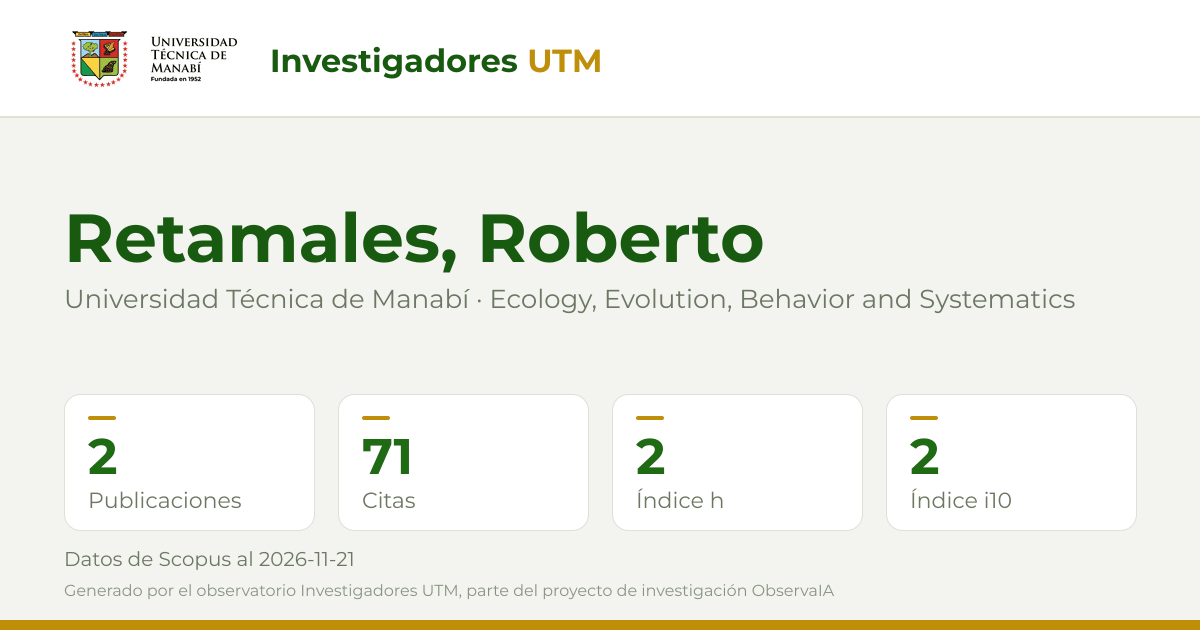 UNIVERSIDAD
TÉCNICA DE
MANABÍ
Fundada en 1952
Investigadores UTM
Retamales, Roberto
Universidad Técnica de Manabí · Ecology, Evolution, Behavior and Systematics
2
Publicaciones
71
Citas
2
Índice h
2
Índice i10
Datos de Scopus al 2026-11-21
Generado por el observatorio Investigadores UTM, parte del proyecto de investigación ObservaIA